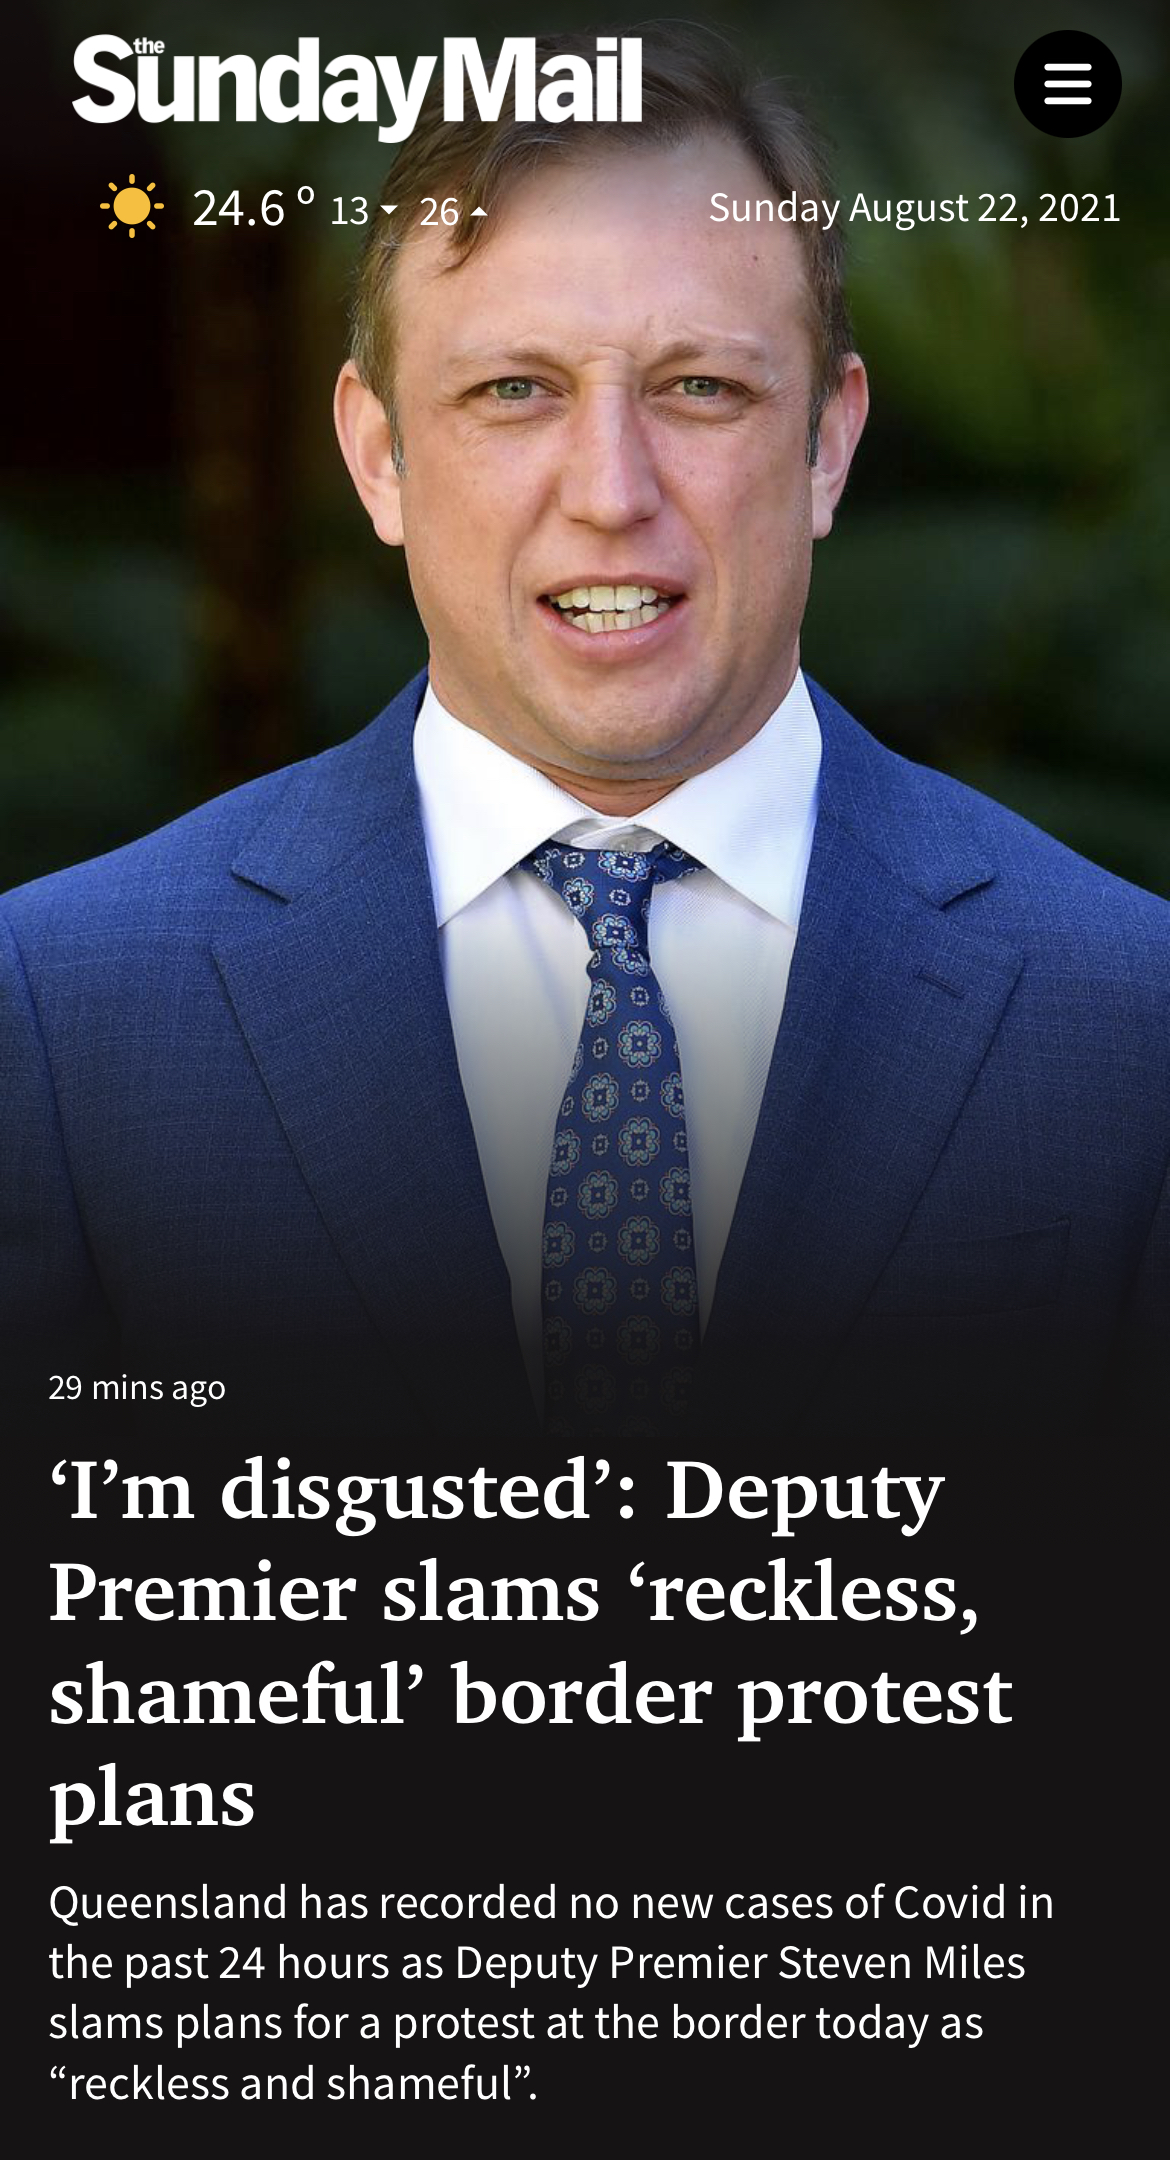 the
Sunday Mail
24.6 º 13 26
Sunday August 22, 2021
29 mins ago
‘I’m disgusted’: Deputy
Premier slams ‘reckless,
shameful’ border protest
plans
Queensland has recorded no new cases of Covid in
the past 24 hours as Deputy Premier Steven Miles
slams plans for a protest at the border today as
“reckless and shameful”.